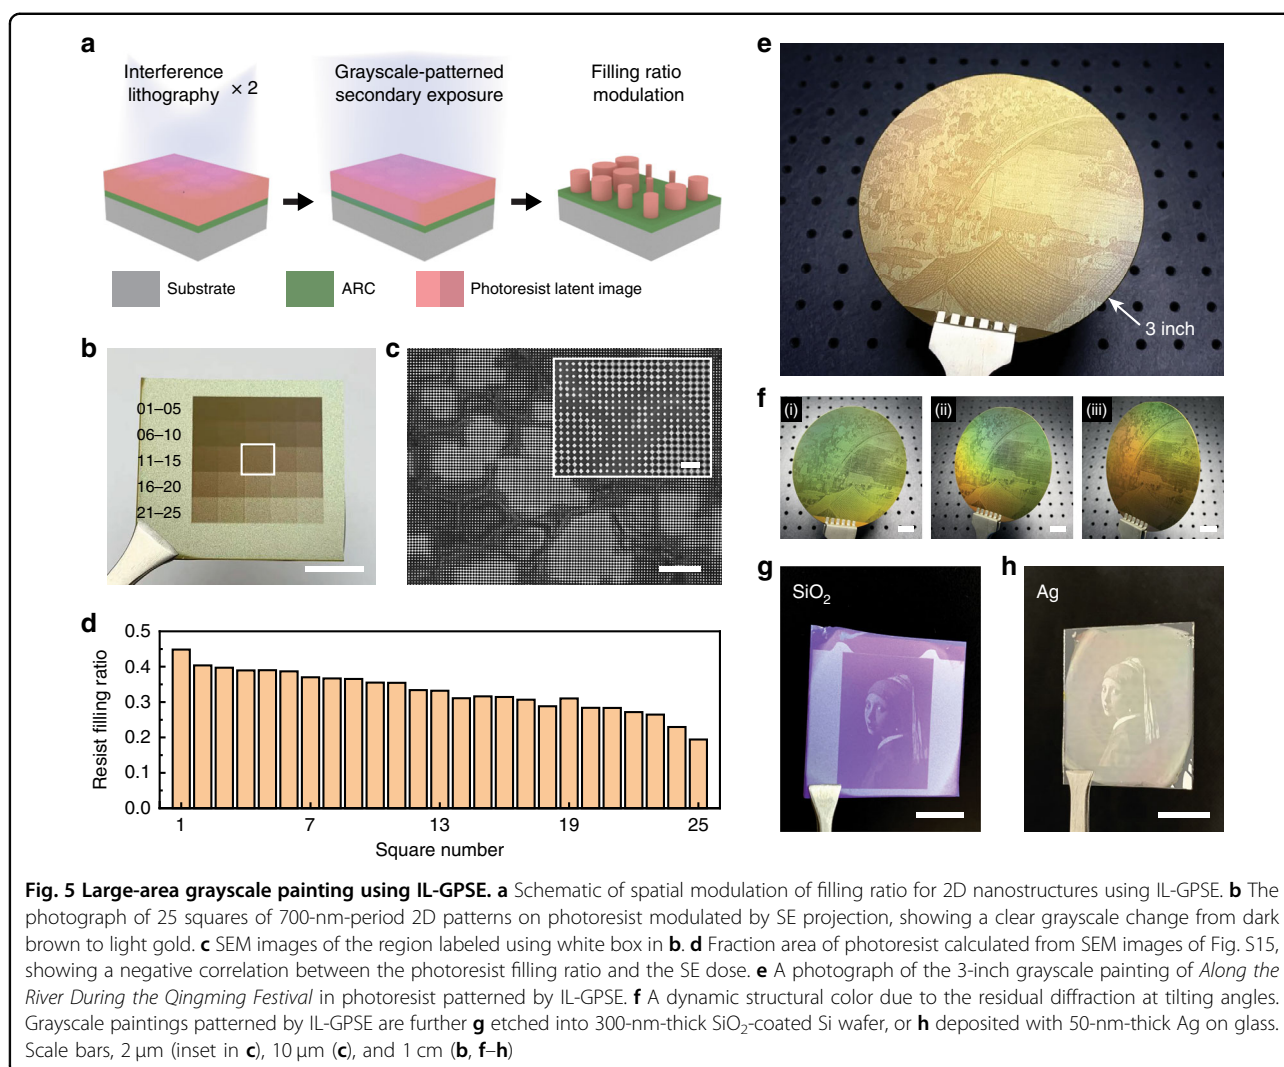 a
Interference
lithography × 2
Grayscale-patterned
secondary exposure
Filling ratio
modulation
Substrate
ARC
Photoresist latent image
b
01–05
06–10
11–15
16–20
21–25
c
d
Resist filling ratio
0.5
0.4
0.3
0.2
0.1
0.0
1
7
13
19
25
Square number
e
3 inch
f
(i)
(ii)
(iii)
g
SiO₂
h
Ag
Fig. 5 Large-area grayscale painting using IL-GPSE. a Schematic of spatial modulation of filling ratio for 2D nanostructures using IL-GPSE. b The
photograph of 25 squares of 700-nm-period 2D patterns on photoresist modulated by SE projection, showing a clear grayscale change from dark
brown to light gold. c SEM images of the region labeled using white box in b. d Fraction area of photoresist calculated from SEM images of Fig. S15,
showing a negative correlation between the photoresist filling ratio and the SE dose. e A photograph of the 3-inch grayscale painting of Along the
River During the Qingming Festival in photoresist patterned by IL-GPSE. f A dynamic structural color due to the residual diffraction at tilting angles.
Grayscale paintings patterned by IL-GPSE are further g etched into 300-nm-thick SiO₂-coated Si wafer, or h deposited with 50-nm-thick Ag on glass.
Scale bars, 2 μm (inset in c), 10 μm (c), and 1 cm (b, f–h)